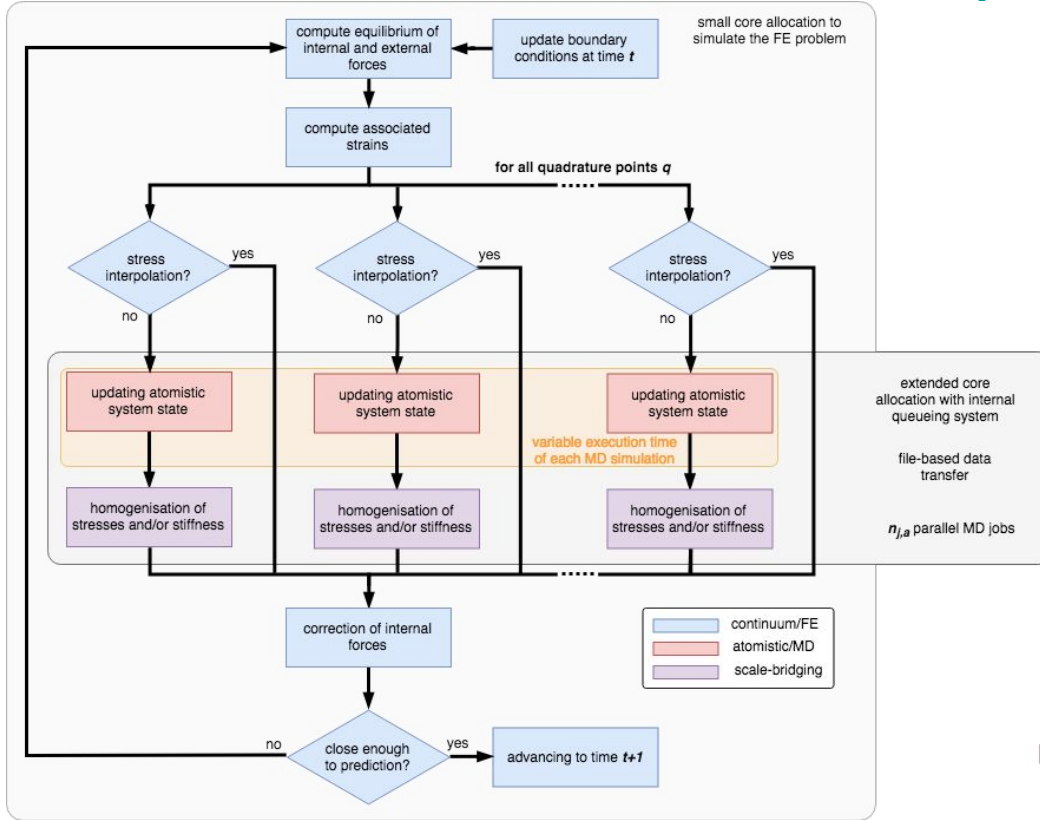 small core allocation to
simulate the FE problem
compute equilibrium of
internal and external
forces
update boundary
conditions at time t
compute associated
strains
for all quadrature points q
stress
interpolation?
yes
no
stress
interpolation?
yes
no
stress
interpolation?
yes
no
updating atomistic
system state
updating atomistic
system state
updating atomistic
system state
variable execution time
of each MD simulation
extended core
allocation with internal
queueing system
file-based data
transfer
n j,a parallel MD jobs
homogenisation of
stresses and/or stiffness
homogenisation of
stresses and/or stiffness
homogenisation of
stresses and/or stiffness
correction of internal
forces
continuum/FE
atomistic/MD
scale-bridging
close enough
to prediction?
no
yes
advancing to time t+1